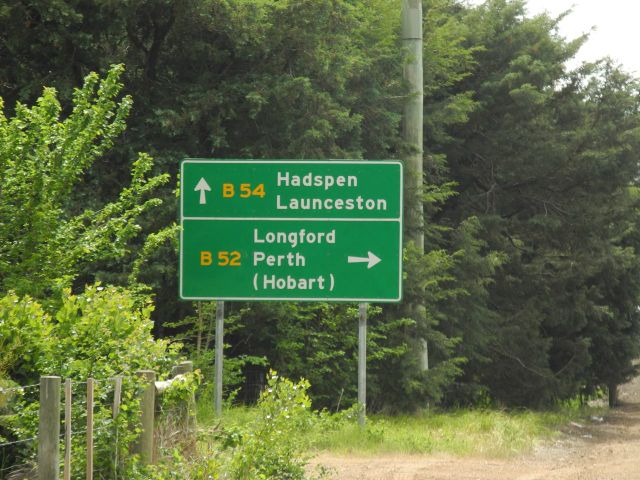 B 54 Hadspen
Launceston
Longford
B 52 Perth
(Hobart)